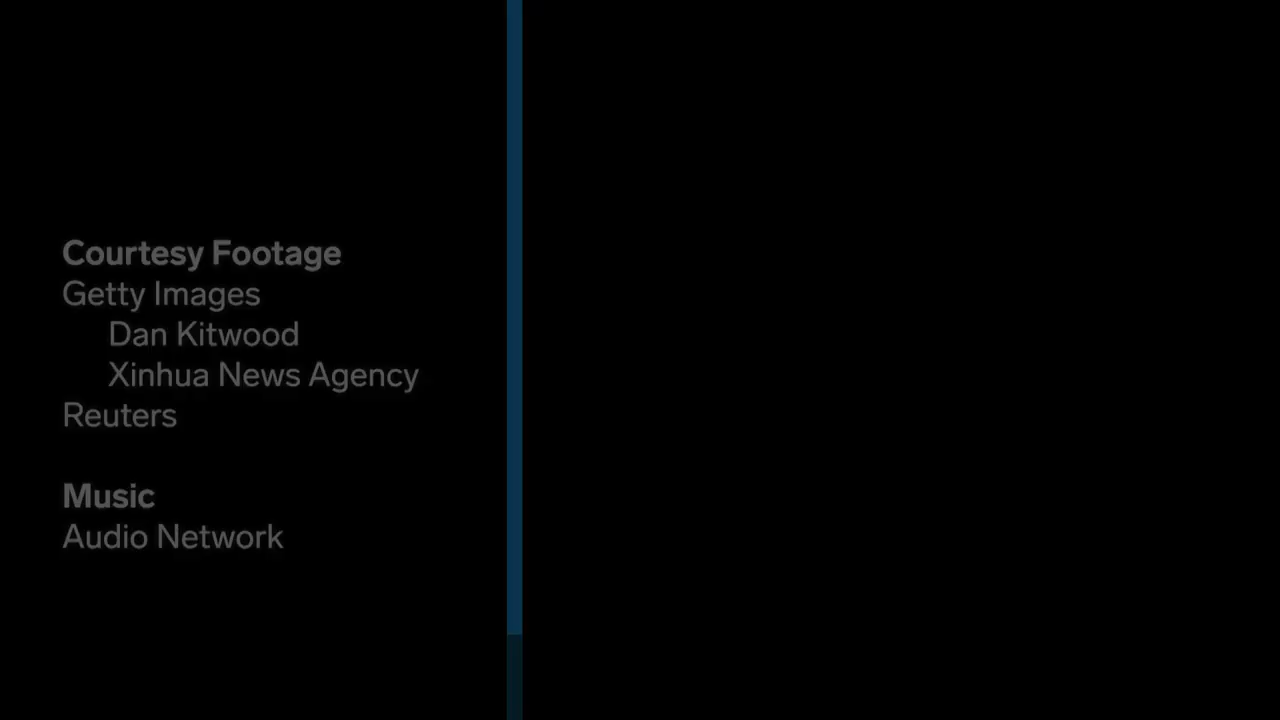 Courtesy Footage
Getty Images
Dan Kitwood
Xinhua News Agency
Reuters
Music
Audio Network